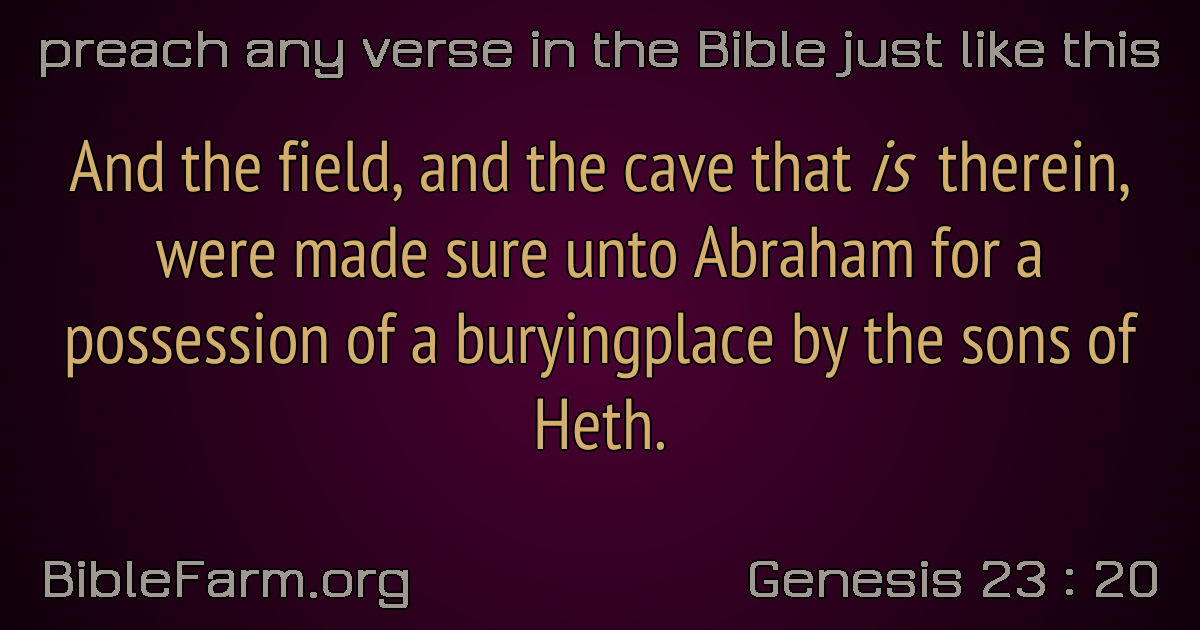 preach any verse in the Bible just like this
And the field, and the cave that is therein,
were made sure unto Abraham for a
possession of a buryingplace by the sons of
Heth.
BibleFarm.org
Genesis 23 : 20